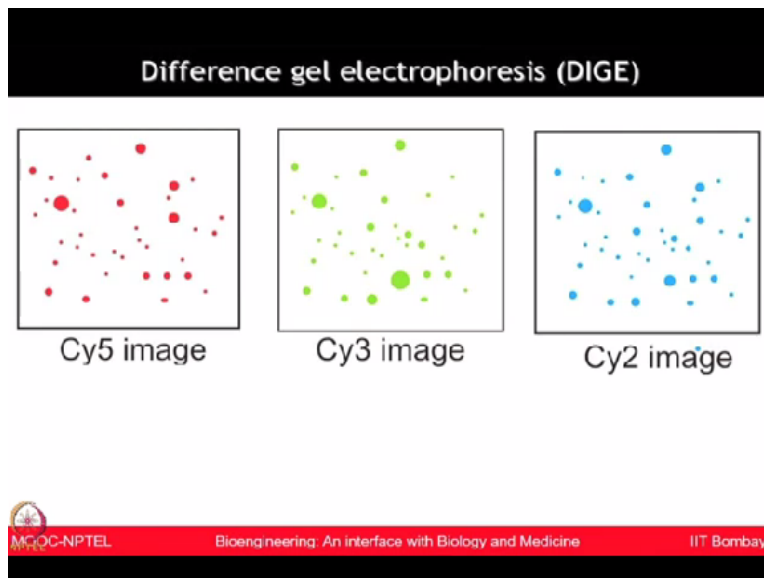 Difference gel electrophoresis (DIGE)
Cy5 image
Cy3 image
Cy2 image
MOOC-NPTEL
Bioengineering: An interface with Biology and Medicine
IIT Bombay